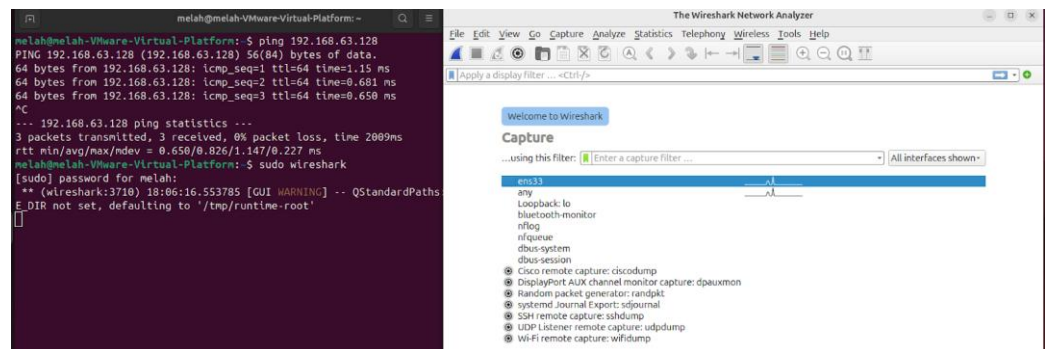 melah@melah-VMware-Virtual-Platform: ~
melah@melah-VMware-Virtual-Platform:~$ ping 192.168.63.128
PING 192.168.63.128 (192.168.63.128) 56(84) bytes of data.
64 bytes from 192.168.63.128: icmp_seq=1 ttl=64 time=1.15 ms
64 bytes from 192.168.63.128: icmp_seq=2 ttl=64 time=0.681 ms
64 bytes from 192.168.63.128: icmp_seq=3 ttl=64 time=0.650 ms
^C
--- 192.168.63.128 ping statistics ---
3 packets transmitted, 3 received, 0% packet loss, time 2009ms
rtt min/avg/max/mdev = 0.650/0.826/1.147/0.227 ms
melah@melah-VMware-Virtual-Platform:~$ sudo wireshark
[sudo] password for melah:
** (wireshark:3710) 18:06:16.553785 [GUI WARNING] -- QStandardPaths:
E_DIR not set, defaulting to '/tmp/runtime-root'
The Wireshark Network Analyzer
File Edit View Go Capture Analyze Statistics Telephony Wireless Tools Help
Apply a display filter ... <Ctrl-/>
Welcome to Wireshark
Capture
...using this filter: Enter a capture filter ... All interfaces shown
ens33
any
Loopback: lo
bluetooth-monitor
nflog
nfqueue
dbus-system
dbus-session
Cisco remote capture: ciscodump
DisplayPort AUX channel monitor capture: dpauxmon
Random packet generator: randpkt
systemd Journal Export: sdjournal
SSH remote capture: sshdump
UDP Listener remote capture: udpdump
Wi-Fi remote capture: wifidump